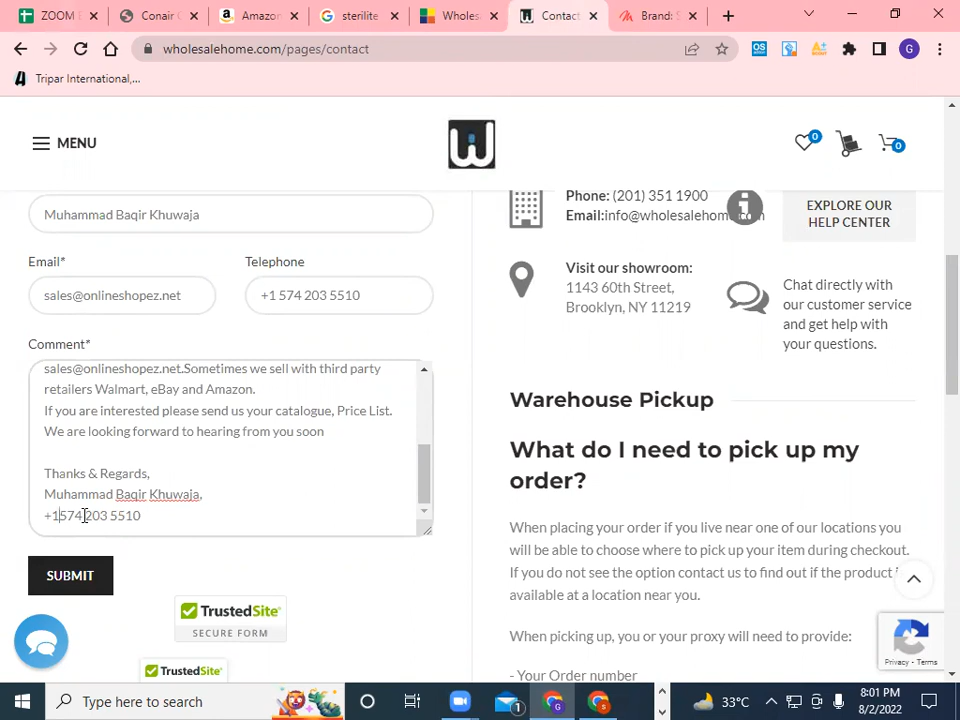 ZOOM E
Conair C
Amazon
sterilite
Wholes
Contac
Brand: S
wholesalehome.com/pages/contact
OS
G
Tripar International,...
MENU
0
0
Muhammad Baqir Khuwaja
Email*
Telephone
sales@onlineshopez.net
+1 574 203 5510
Comment*
sales@onlineshopez.net.Sometimes we sell with third party
retailers Walmart, eBay and Amazon.
If you are interested please send us your catalogue, Price List.
We are looking forward to hearing from you soon
Thanks & Regards,
Muhammad Baqir Khuwaja,
+1574 203 5510
SUBMIT
TrustedSite
SECURE FORM
TrustedSite
Phone: (201) 351 1900
Email:info@wholesalehome.com
Visit our showroom:
1143 60th Street,
Brooklyn, NY 11219
EXPLORE OUR
HELP CENTER
Chat directly with
our customer service
and get help with
your questions.
Warehouse Pickup
What do I need to pick up my
order?
When placing your order if you live near one of our locations you
will be able to choose where to pick up your item during checkout.
If you do not see the option contact us to find out if the product i
available at a location near you.
When picking up, you or your proxy will need to provide:
- Your Order number
Privacy - Terms
Type here to search
1
G
S
33°C
8:01 PM
8/2/2022